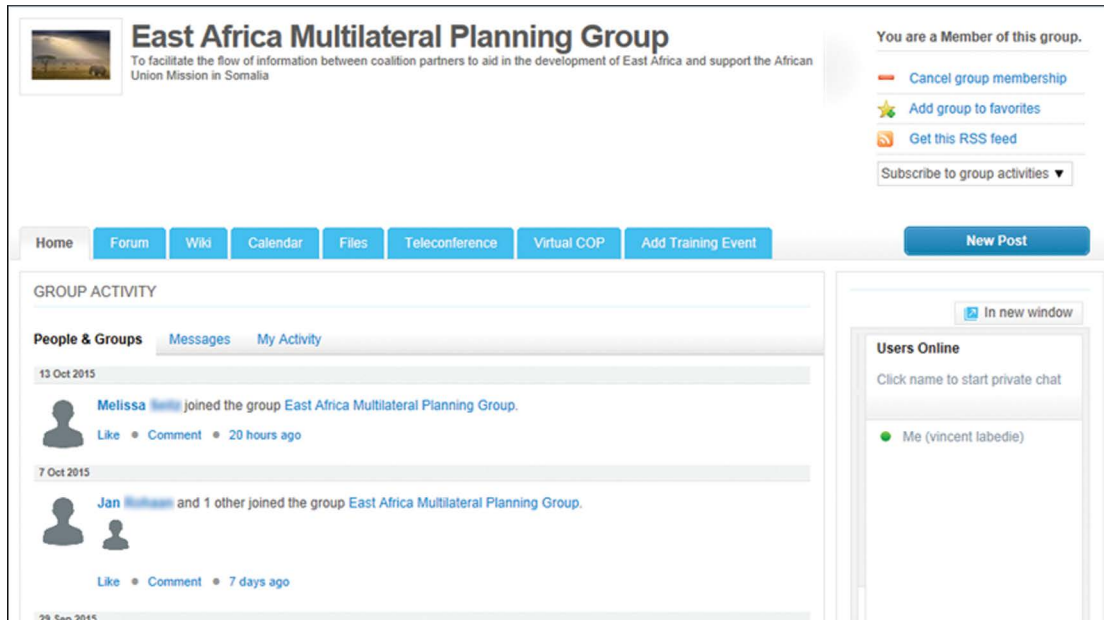 East Africa Multilateral Planning Group
To facilitate the flow of information between coalition partners to aid in the development of East Africa and support the African
Union Mission in Somalia
You are a Member of this group.
Cancel group membership
Add group to favorites
Get this RSS feed
Subscribe to group activities ▼
Home Forum Wiki Calendar Files Teleconference Virtual COP Add Training Event
New Post
GROUP ACTIVITY
People & Groups Messages My Activity
13 Oct 2015
Melissa joined the group East Africa Multilateral Planning Group.
Like • Comment • 20 hours ago
7 Oct 2015
Jan and 1 other joined the group East Africa Multilateral Planning Group.
Like • Comment • 7 days ago
29 Sep 2015
In new window
Users Online
Click name to start private chat
Me (vincent labedie)